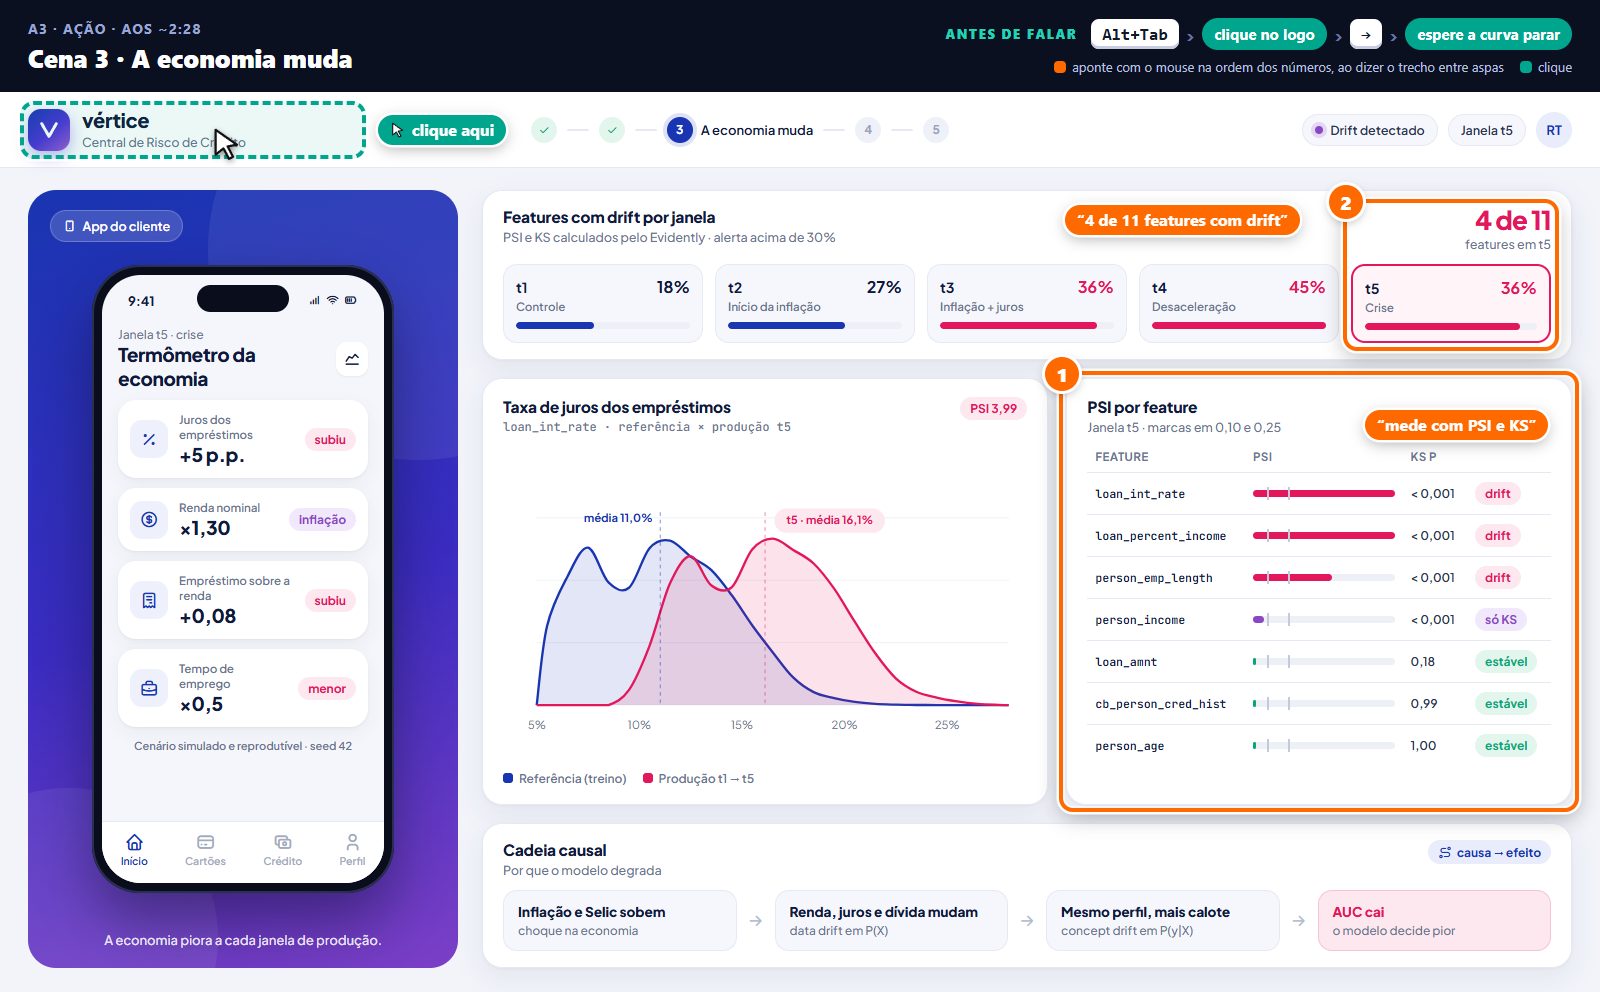 A3 · AÇÃO · AOS ~2:28
Cena 3 · A economia muda
ANTES DE FALAR
Alt+Tab
›
clique no logo
›
→
›
espere a curva parar
aponte com o mouse na ordem dos números, ao dizer o trecho entre aspas
clique
vértice
Central de Risco de Cr
clique aqui
3
A economia muda
4
5
Drift detectado
Janela t5
RT
App do cliente
9:41
Janela t5 · crise
Termômetro da
economia
Juros dos
empréstimos
+5 p.p.
subiu
Renda nominal
×1,30
inflação
Empréstimo sobre a
renda
+0,08
subiu
Tempo de
emprego
×0,5
menor
Cenário simulado e reprodutível · seed 42
Início
Cartões
Crédito
Perfil
A economia piora a cada janela de produção.
Features com drift por janela
PSI e KS calculados pelo Evidently · alerta acima de 30%
“4 de 11 features com drift”
2
4 de 11
features em t5
t1
18%
Controle
t2
27%
Início da inflação
t3
36%
Inflação + juros
t4
45%
Desaceleração
t5
36%
Crise
Taxa de juros dos empréstimos
loan_int_rate · referência × produção t5
PSI 3,99
média 11,0%
t5 · média 16,1%
5%
10%
15%
20%
25%
Referência (treino)
Produção t1 → t5
1
PSI por feature
Janela t5 · marcas em 0,10 e 0,25
“mede com PSI e KS”
FEATURE
PSI
KS P
loan_int_rate
< 0,001
drift
loan_percent_income
< 0,001
drift
person_emp_length
< 0,001
drift
person_income
< 0,001
só KS
loan_amnt
0,18
estável
cb_person_cred_hist
0,99
estável
person_age
1,00
estável
Cadeia causal
Por que o modelo degrada
causa → efeito
Inflação e Selic sobem
choque na economia
→
Renda, juros e dívida mudam
data drift em P(X)
→
Mesmo perfil, mais calote
concept drift em P(y|X)
→
AUC cai
o modelo decide pior